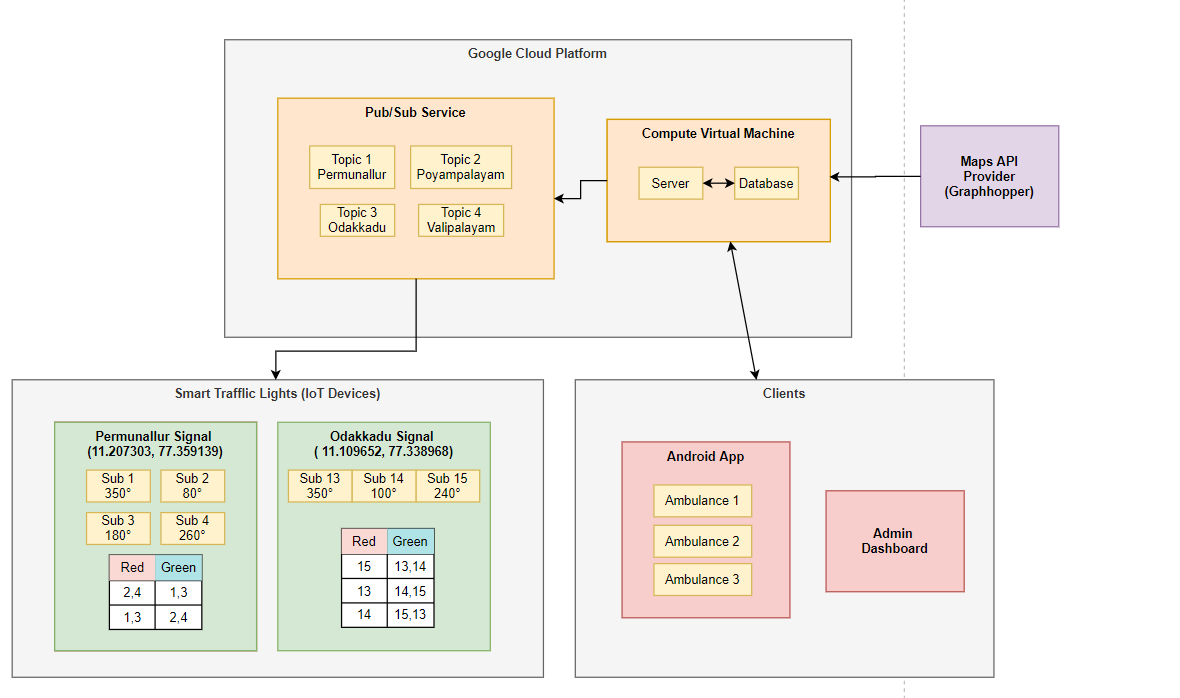 Google Cloud Platform
Pub/Sub Service
Topic 1
Permunallur
Topic 2
Poyampalayam
Topic 3
Odakkadu
Topic 4
Valipalayam
Compute Virtual Machine
Server
Database
Maps API
Provider
(Graphhopper)
Smart Trafflic Lights (IoT Devices)
Permunallur Signal
(11.207303, 77.359139)
Sub 1
350°
Sub 2
80°
Sub 3
180°
Sub 4
260°
Red Green
2,4 1,3
1,3 2,4
Odakkadu Signal
( 11.109652, 77.338968)
Sub 13
350°
Sub 14
100°
Sub 15
240°
Red Green
15 13,14
13 14,15
14 15,13
Clients
Android App
Ambulance 1
Ambulance 2
Ambulance 3
Admin
Dashboard